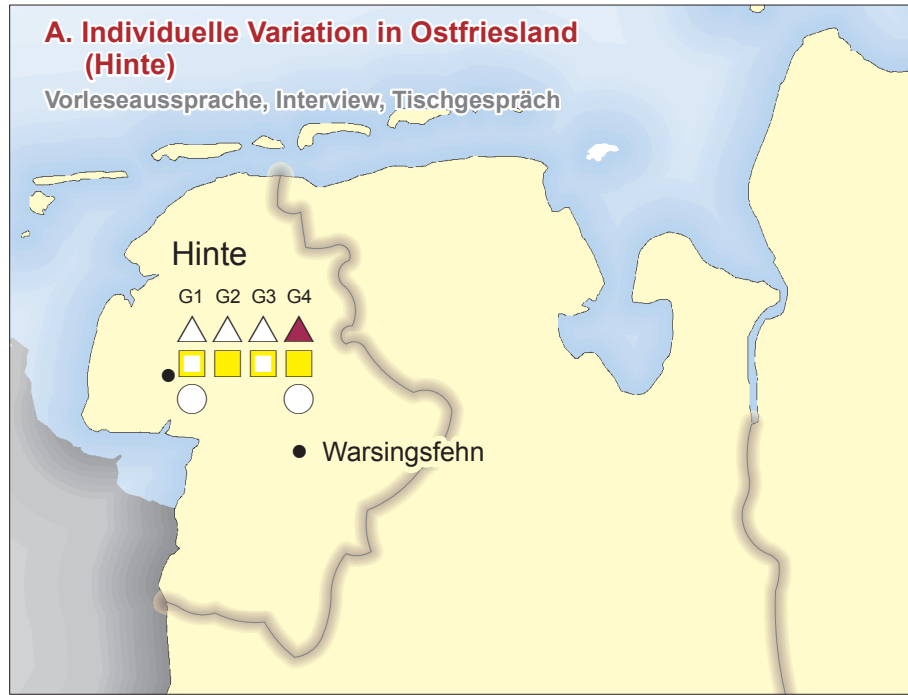 A. Individuelle Variation in Ostfriesland
(Hinte)
Vorleseaussprache, Interview, Tischgespräch
Hinte
G1 G2 G3 G4
Warsingsfehn